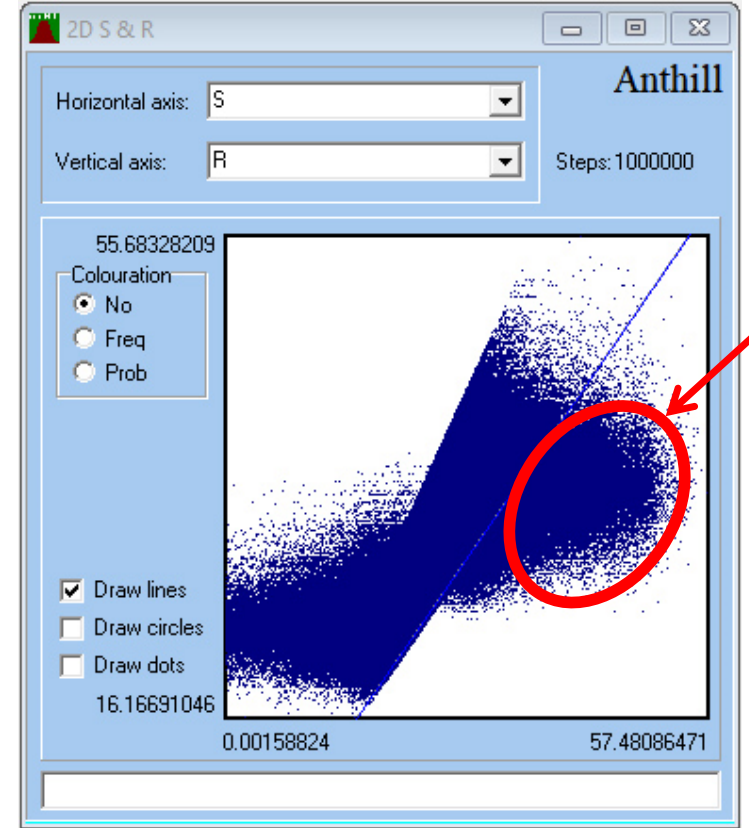 2D S & R
Anthill
Horizontal axis: S
Vertical axis: R
Steps: 1000000
55.68328209
Colouration
No
Freq
Prob
Draw lines
Draw circles
Draw dots
16.16691046
0.00158824 57.48086471